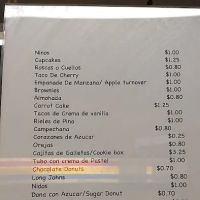 Ninos $1.00
Cupcakes $1.25
Roscas o Cuellos $0.80
Taco De Cherry $1.00
Empanada De Manzana/ Apple turnover $1.00
Brownies $1.00
Almohada $0.80
Carrot Cake $1.25
Tacos de Crema de vanilla $1.00
Rieles de Pina $1.00
Campechana $0.80
Corazones de Azucar $0.25
Orejas $0.80
Cajitas de Galletas/Cookie box $3.25
Tubo con crema de Pastel $1.00
Chocolate Donuts $0.70
Long Johns $0.80
Nidos $1.00
Dona con Azucar/Sugar Donut $0.70